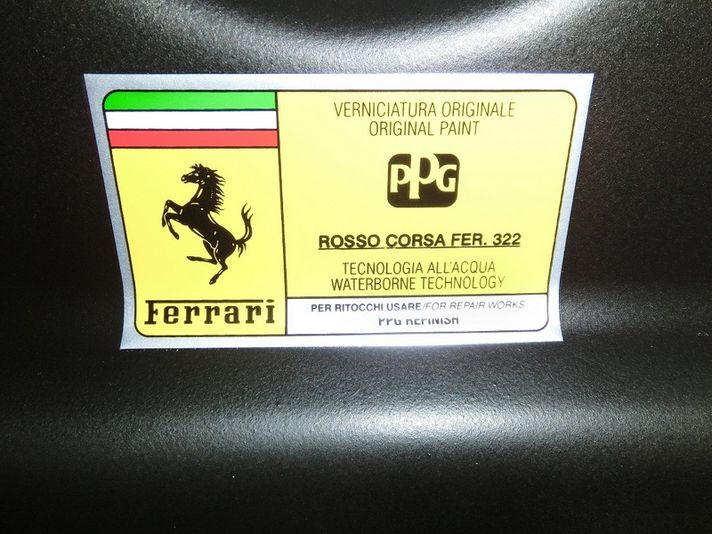 VERNICIATURA ORIGINALE
ORIGINAL PAINT
PPG
ROSSO CORSA FER. 322
TECNOLOGIA ALL'ACQUA
WATERBORNE TECHNOLOGY
Ferrari
PER RITOCCHI USARE/FOR REPAIR WORKS
PPG REFINISH